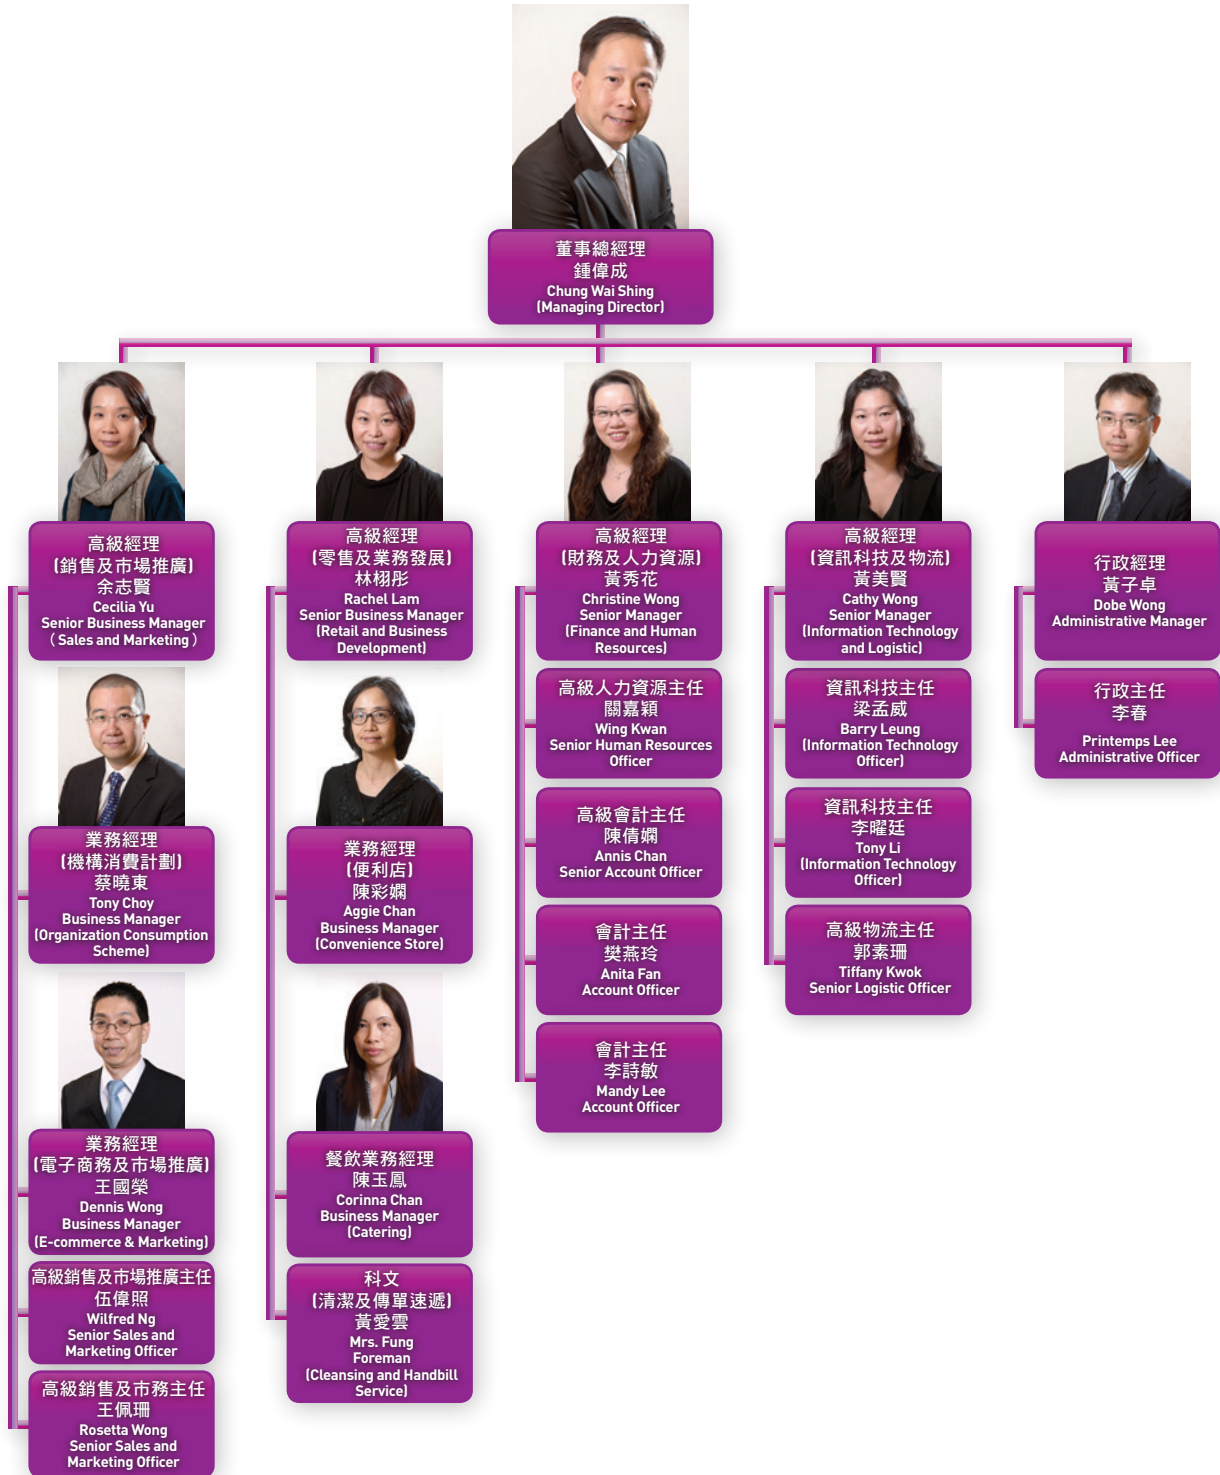 董事總經理
鍾偉成
Chung Wai Shing
(Managing Director)
高級經理
(銷售及市場推廣)
余志賢
Cecilia Yu
Senior Business Manager
( Sales and Marketing )
業務經理
(機構消費計劃)
蔡曉東
Tony Choy
Business Manager
(Organization Consumption
Scheme)
業務經理
(電子商務及市場推廣)
王國榮
Dennis Wong
Business Manager
(E-commerce & Marketing)
高級銷售及市場推廣主任
伍偉照
Wilfred Ng
Senior Sales and
Marketing Officer
高級銷售及市務主任
王佩珊
Rosetta Wong
Senior Sales and
Marketing Officer
高級經理
(零售及業務發展)
林栩彤
Rachel Lam
Senior Business Manager
(Retail and Business
Development)
業務經理
(便利店)
陳彩嫻
Aggie Chan
Business Manager
(Convenience Store)
餐飲業務經理
陳玉鳳
Corinna Chan
Business Manager
(Catering)
科文
(清潔及傳單速遞)
黃愛雲
Mrs. Fung
Foreman
(Cleansing and Handbill
Service)
高級經理
(財務及人力資源)
黃秀花
Christine Wong
Senior Manager
(Finance and Human
Resources)
高級人力資源主任
關嘉穎
Wing Kwan
Senior Human Resources
Officer
高級會計主任
陳倩嫻
Annis Chan
Senior Account Officer
會計主任
樊燕玲
Anita Fan
Account Officer
會計主任
李詩敏
Mandy Lee
Account Officer
高級經理
(資訊科技及物流)
黃美賢
Cathy Wong
Senior Manager
(Information Technology
and Logistic)
資訊科技主任
梁孟威
Barry Leung
(Information Technology
Officer)
資訊科技主任
李曜廷
Tony Li
(Information Technology
Officer)
高級物流主任
郭素珊
Tiffany Kwok
Senior Logistic Officer
行政經理
黃子卓
Dobe Wong
Administrative Manager
行政主任
李春
Printemps Lee
Administrative Officer